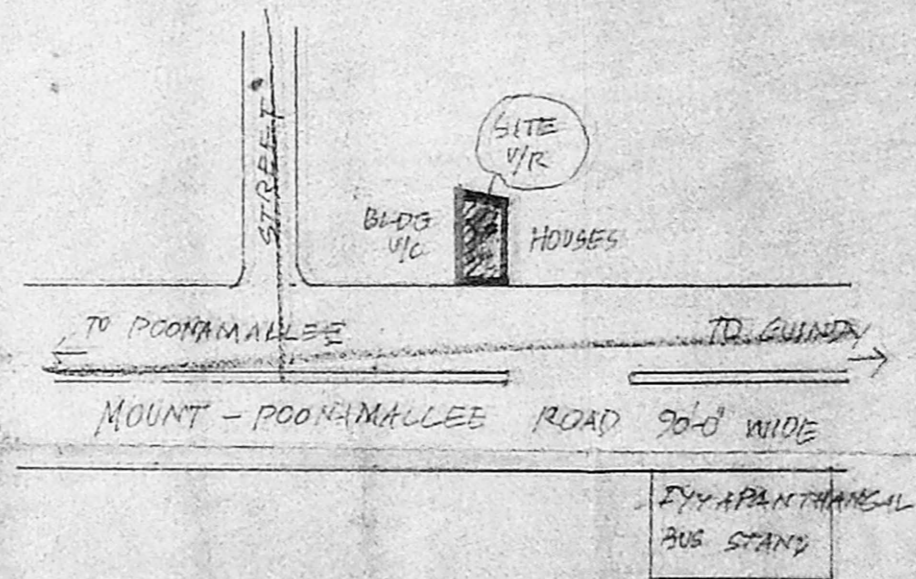 STREET
SITE
V/R
BLDG
U/C
HOUSES
TO POONAMALLEE
TO GUINDY
MOUNT - POONAMALLEE ROAD 90'-0" WIDE
IYYAPANTHANGAL
BUS STAND